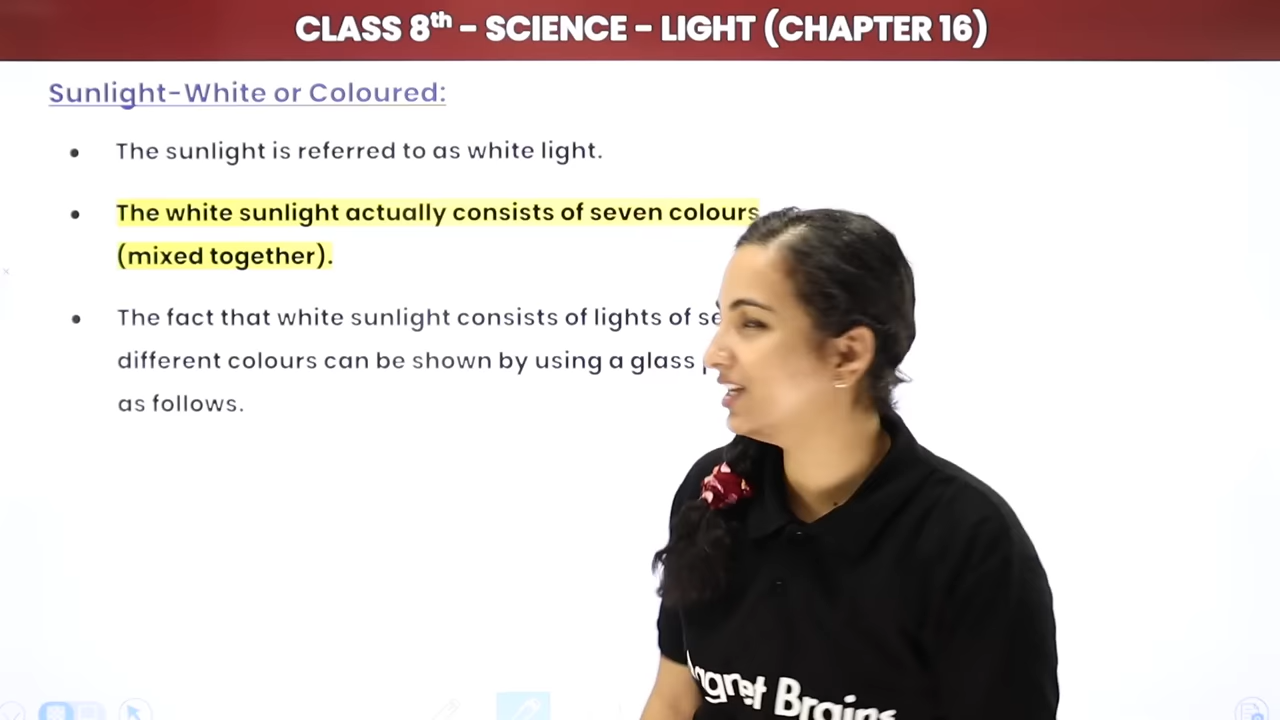 CLASS 8th - SCIENCE - LIGHT (CHAPTER 16)
Sunlight-White or Coloured:
• The sunlight is referred to as white light.
• The white sunlight actually consists of seven colours
(mixed together).
• The fact that white sunlight consists of lights of
different colours can be shown by using a glass
as follows.
Brains